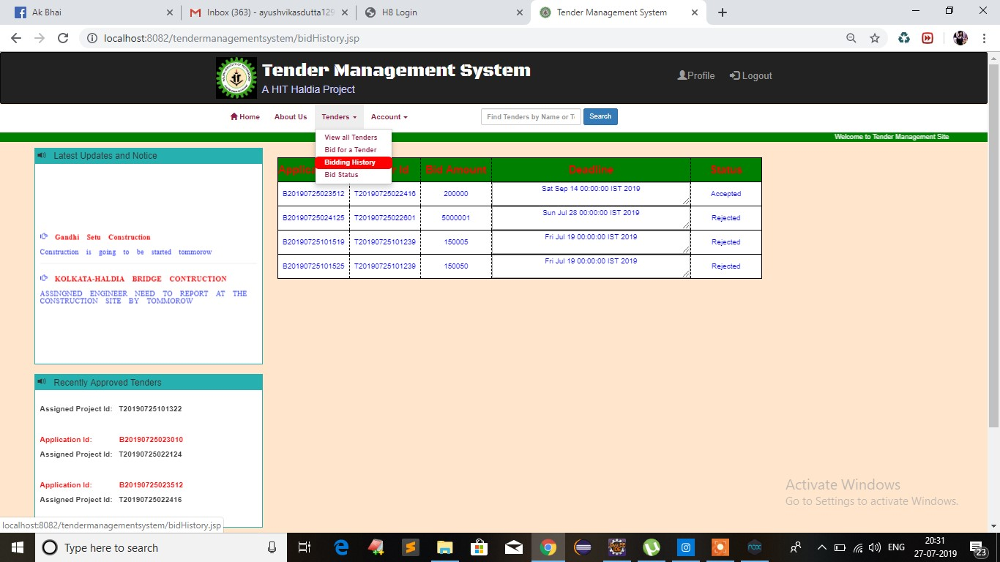 Ak Bhai
Inbox (363) - ayushvikasdutta129
H8 Login
Tender Management System
localhost:8082/tendermanagementsystem/bidHistory.jsp
Tender Management System
A HIT Haldia Project
Profile
Logout
Home
About Us
Tenders
Account
Find Tenders by Name or T
Search
Welcome to Tender Management Site
View all Tenders
Bid for a Tender
Bidding History
Bid Status
Latest Updates and Notice
Gandhi Setu Construction
Construction is going to be started tommorow
KOLKATA-HALDIA BRIDGE CONTRUCTION
ASSINGNED ENGINEER NEED TO REPORT AT THE
CONSTRUCTION SITE BY TOMMOROW
Recently Approved Tenders
Assigned Project Id: T20190725101322
Application Id: B20190725023010
Assigned Project Id: T20190725022124
Application Id: B20190725023512
Assigned Project Id: T20190725022416
Id Bid Amount Deadline Status
B20190725023512 T20190725022416 200000 Sat Sep 14 00:00:00 IST 2019 Accepted
B20190725024125 T20190725022601 5000001 Sun Jul 28 00:00:00 IST 2019 Rejected
B20190725101519 T20190725101239 150005 Fri Jul 19 00:00:00 IST 2019 Rejected
B20190725101525 T20190725101239 150050 Fri Jul 19 00:00:00 IST 2019 Rejected
Activate Windows
Go to Settings to activate Windows.
localhost:8082/tendermanagementsystem/bidHistory.jsp
Type here to search
ENG
20:31
27-07-2019
23